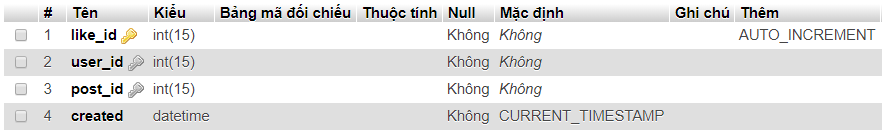 # Tên Kiểu Bảng mã đối chiếu Thuộc tính Null Mặc định Ghi chú Thêm
1 like_id int(15) Không Không AUTO_INCREMENT
2 user_id int(15) Không Không
3 post_id int(15) Không Không
4 created datetime Không CURRENT_TIMESTAMP